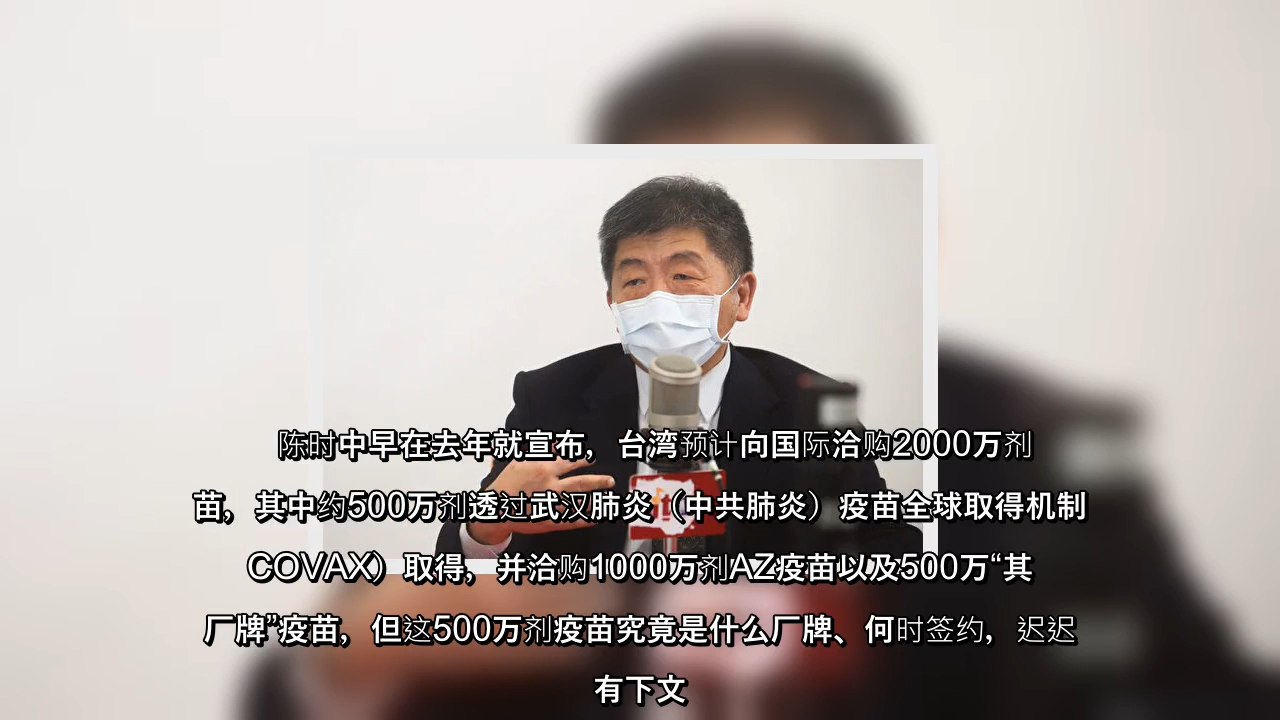 陈时中早在去年就宣布，台湾预计向国际洽购2000万剂
苗，其中约500万剂透过武汉肺炎（中共肺炎）疫苗全球取得机制
COVAX）取得，并洽购1000万剂AZ疫苗以及500万“其
厂牌”疫苗，但这500万剂疫苗究竟是什么厂牌、何时签约，迟迟
有下文